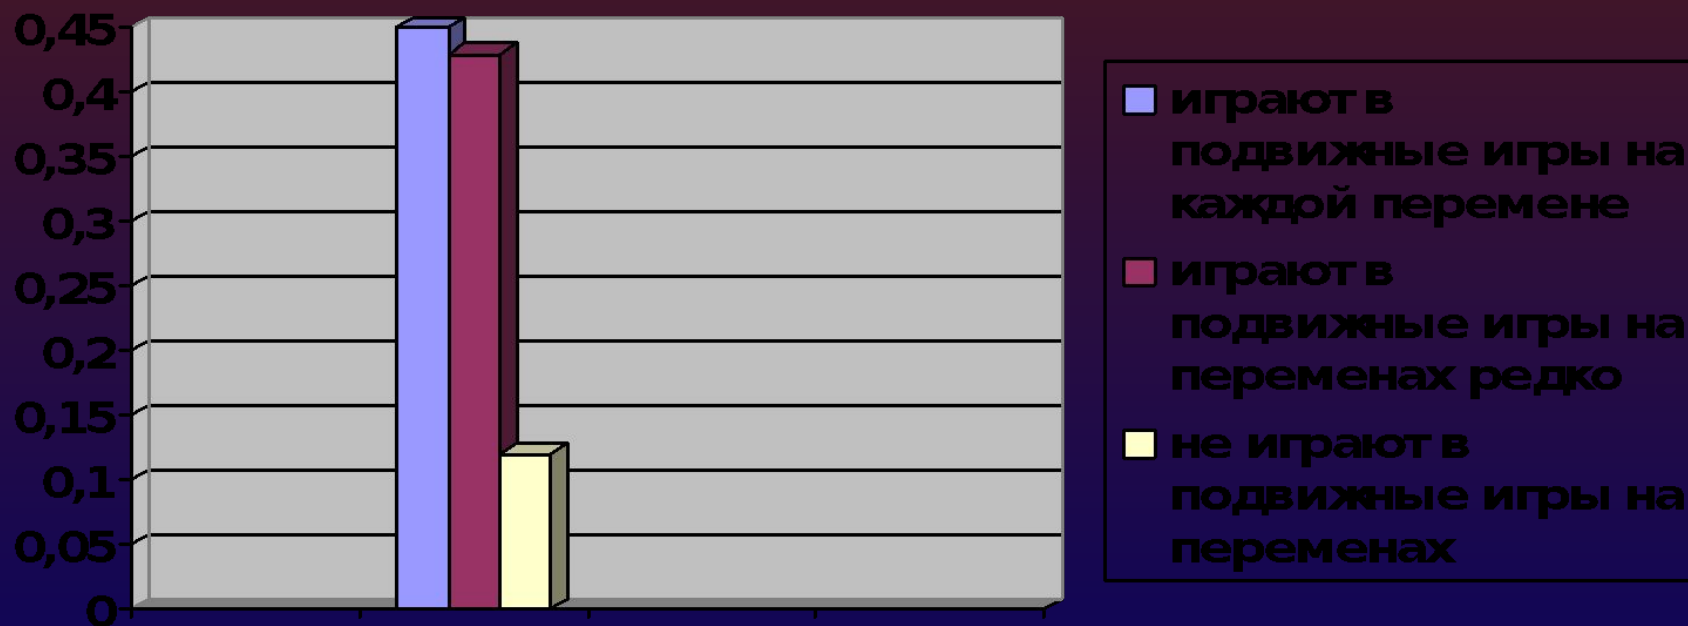 0,45
0,4
0,35
0,3
0,25
0,2
0,15
0,1
0,05
0
играют в
подвижные игры на
каждой перемене
играют в
подвижные игры на
переменах редко
не играют в
подвижные игры на
переменах